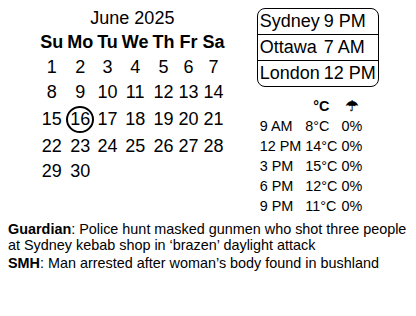 June 2025
Su Mo Tu We Th Fr Sa
1 2 3 4 5 6 7
8 9 10 11 12 13 14
15 16 17 18 19 20 21
22 23 24 25 26 27 28
29 30
Sydney 9 PM
Ottawa 7 AM
London 12 PM
°C ☂
9 AM 8°C 0%
12 PM 14°C 0%
3 PM 15°C 0%
6 PM 12°C 0%
9 PM 11°C 0%
Guardian: Police hunt masked gunmen who shot three people
at Sydney kebab shop in ‘brazen’ daylight attack
SMH: Man arrested after woman’s body found in bushland